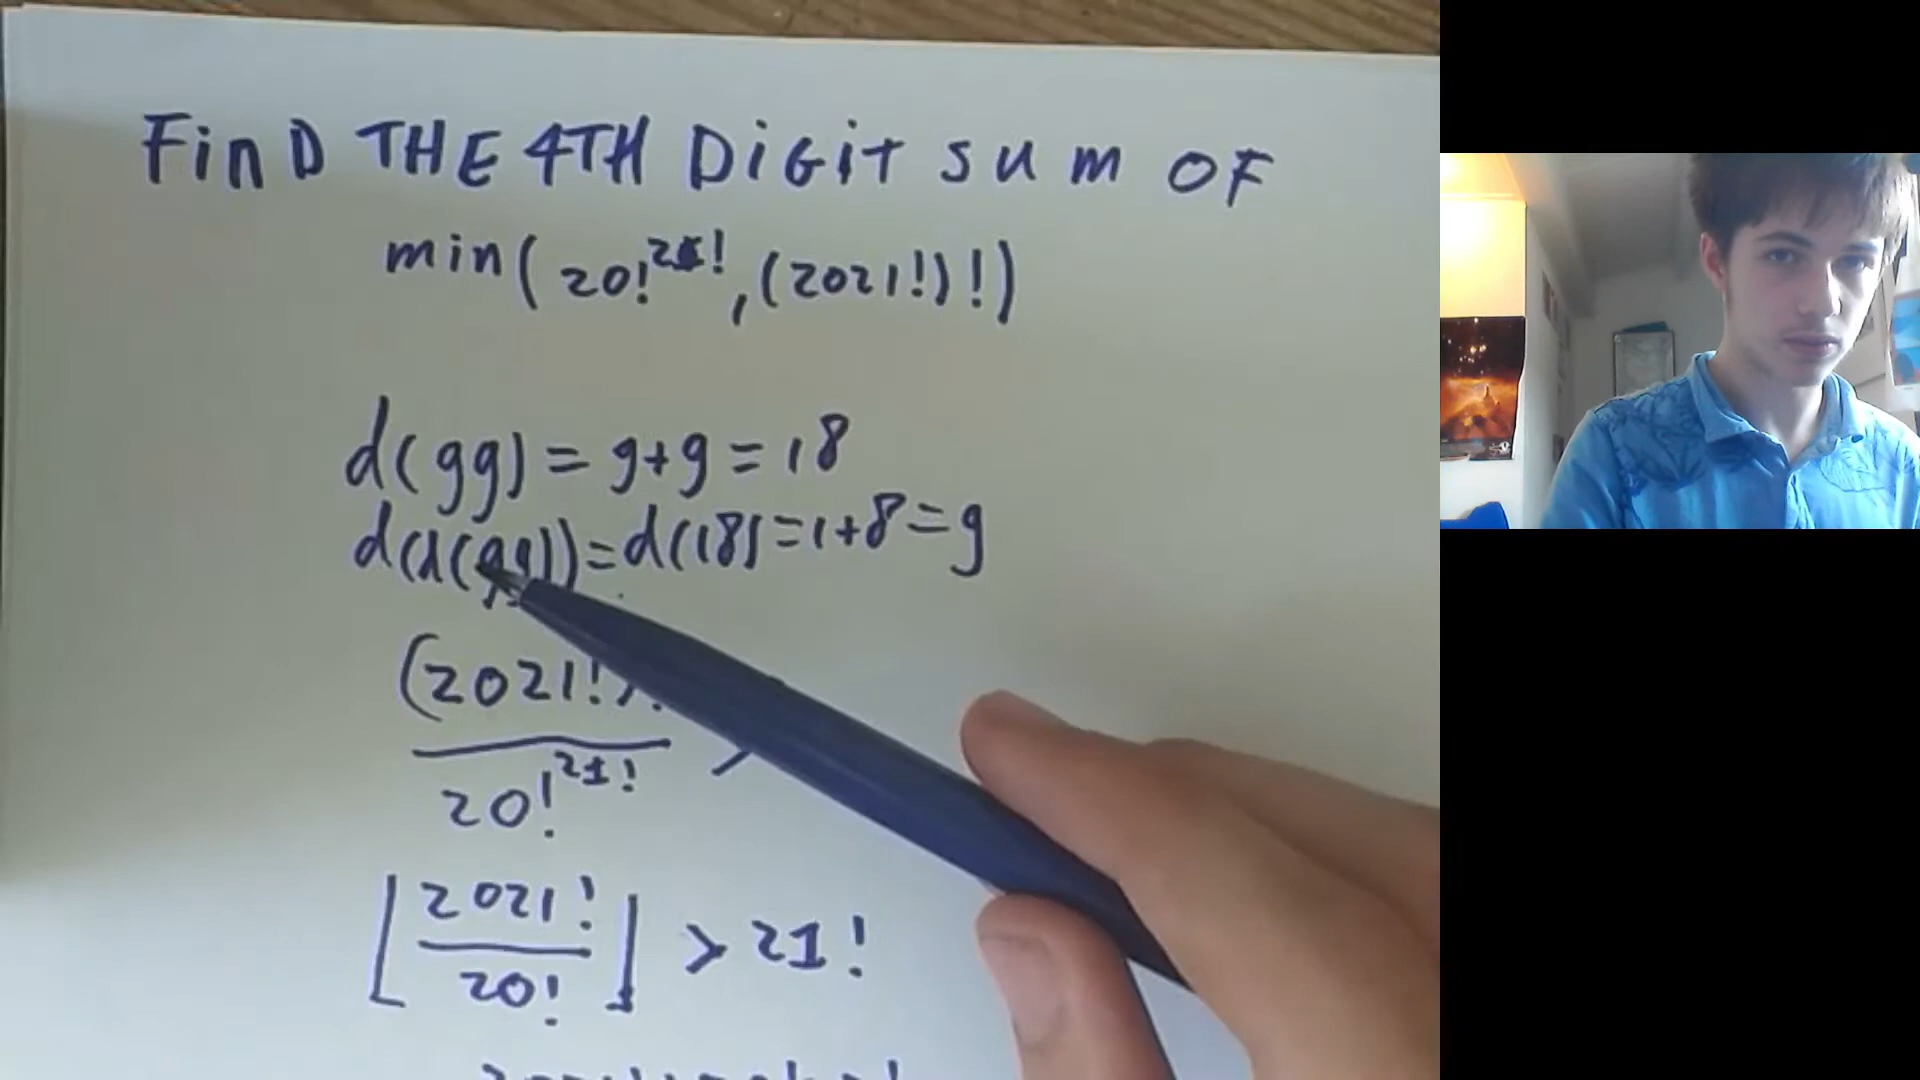 FinD THE 4TH DiGit sum OF
min(20!^21!, (2021!)!)
d(99) = 9+9 = 18
d(d(99)) = d(18) = 1+8 = 9
(2021!)!
20!^21! >
⌊2021!
20!⌋ > 21!